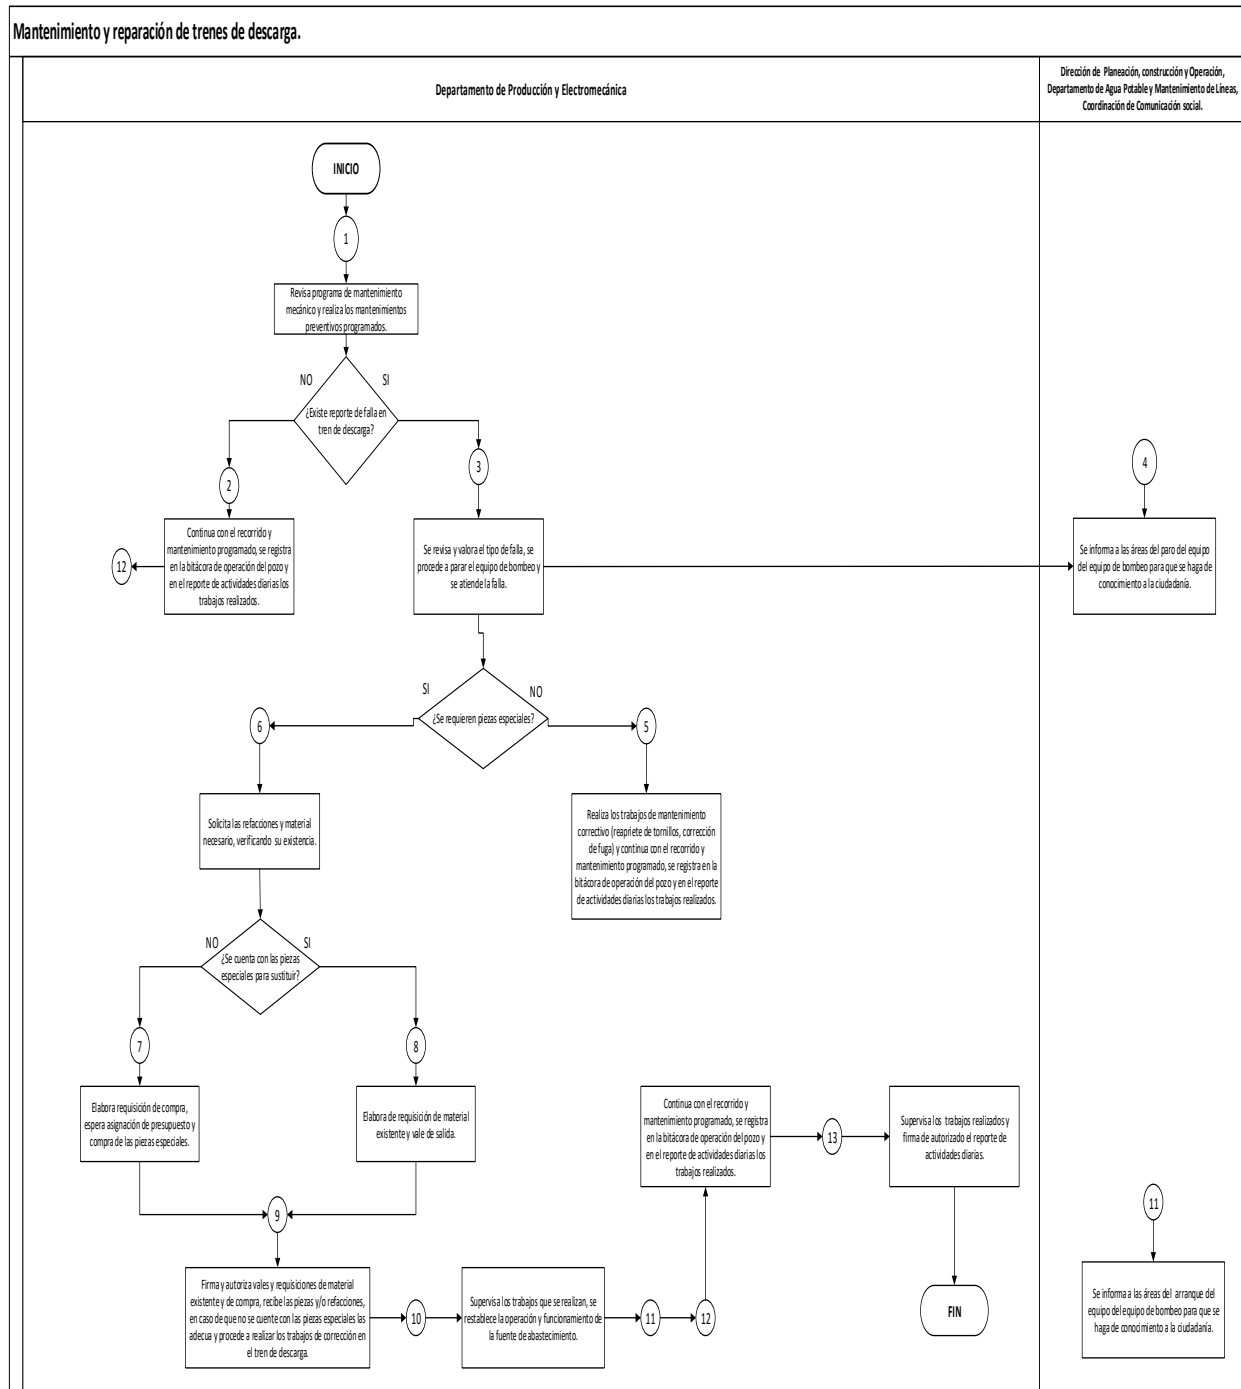 Mantenimiento y reparación de trenes de descarga.
Departamento de Producción y Electromecánica
Dirección de Planeación, construcción y Operación,
Departamento de Agua Potable y Mantenimiento de Líneas,
Coordinación de Comunicación social.
INICIO
1
Revisa programa de mantenimiento
mecánico y realiza los mantenimientos
preventivos programados.
NO
SI
¿Existe reporte de falla en
tren de descarga?
2
3
4
Continua con el recorrido y
mantenimiento programado, se registra
en la bitácora de operación del pozo y
en el reporte de actividades diarias los
trabajos realizados.
12
Se revisa y valora el tipo de falla, se
procede a parar el equipo de bombeo y
se atiende la falla.
Se informa a las áreas del paro del equipo
del equipo de bombeo para que se haga de
conocimiento a la ciudadanía.
SI
NO
¿Se requieren piezas especiales?
6
5
Solicita las refacciones y material
necesario, verificando su existencia.
Realiza los trabajos de mantenimiento
correctivo (reapriete de tornillos, corrección
de fuga) y continua con el recorrido y
mantenimiento programado, se registra en la
bitácora de operación del pozo y en el reporte
de actividades diarias los trabajos realizados.
NO
SI
¿Se cuenta con las piezas
especiales para sustituir?
7
8
Elabora requisición de compra,
espera asignación de presupuesto y
compra de las piezas especiales.
Elabora de requisición de material
existente y vale de salida.
Continua con el recorrido y
mantenimiento programado, se registra
en la bitácora de operación del pozo y
en el reporte de actividades diarias los
trabajos realizados.
13
Supervisa los trabajos realizados y
firma de autorizado el reporte de
actividades diarias.
9
11
Firma y autoriza vales y requisiciones de material
existente y de compra, recibe las piezas y/o refacciones,
en caso de que no se cuente con las piezas especiales las
adecua y procede a realizar los trabajos de corrección en
el tren de descarga.
10
Supervisa los trabajos que se realizan, se
restablece la operación y funcionamiento de
la fuente de abastecimiento.
11
12
FIN
Se informa a las áreas del arranque del
equipo del equipo de bombeo para que se
haga de conocimiento a la ciudadanía.